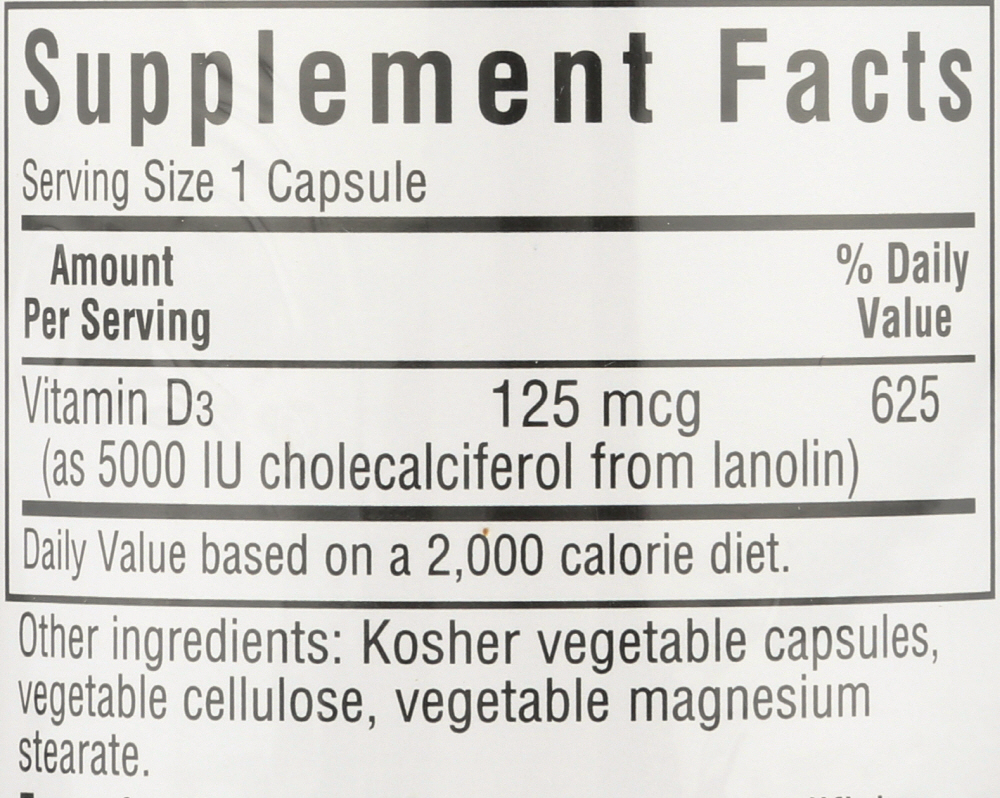 Supplement Facts
Serving Size 1 Capsule
Amount % Daily
Per Serving Value
Vitamin D3 125 mcg 625
(as 5000 IU cholecalciferol from lanolin)
Daily Value based on a 2,000 calorie diet.
Other ingredients: Kosher vegetable capsules,
vegetable cellulose, vegetable magnesium
stearate.